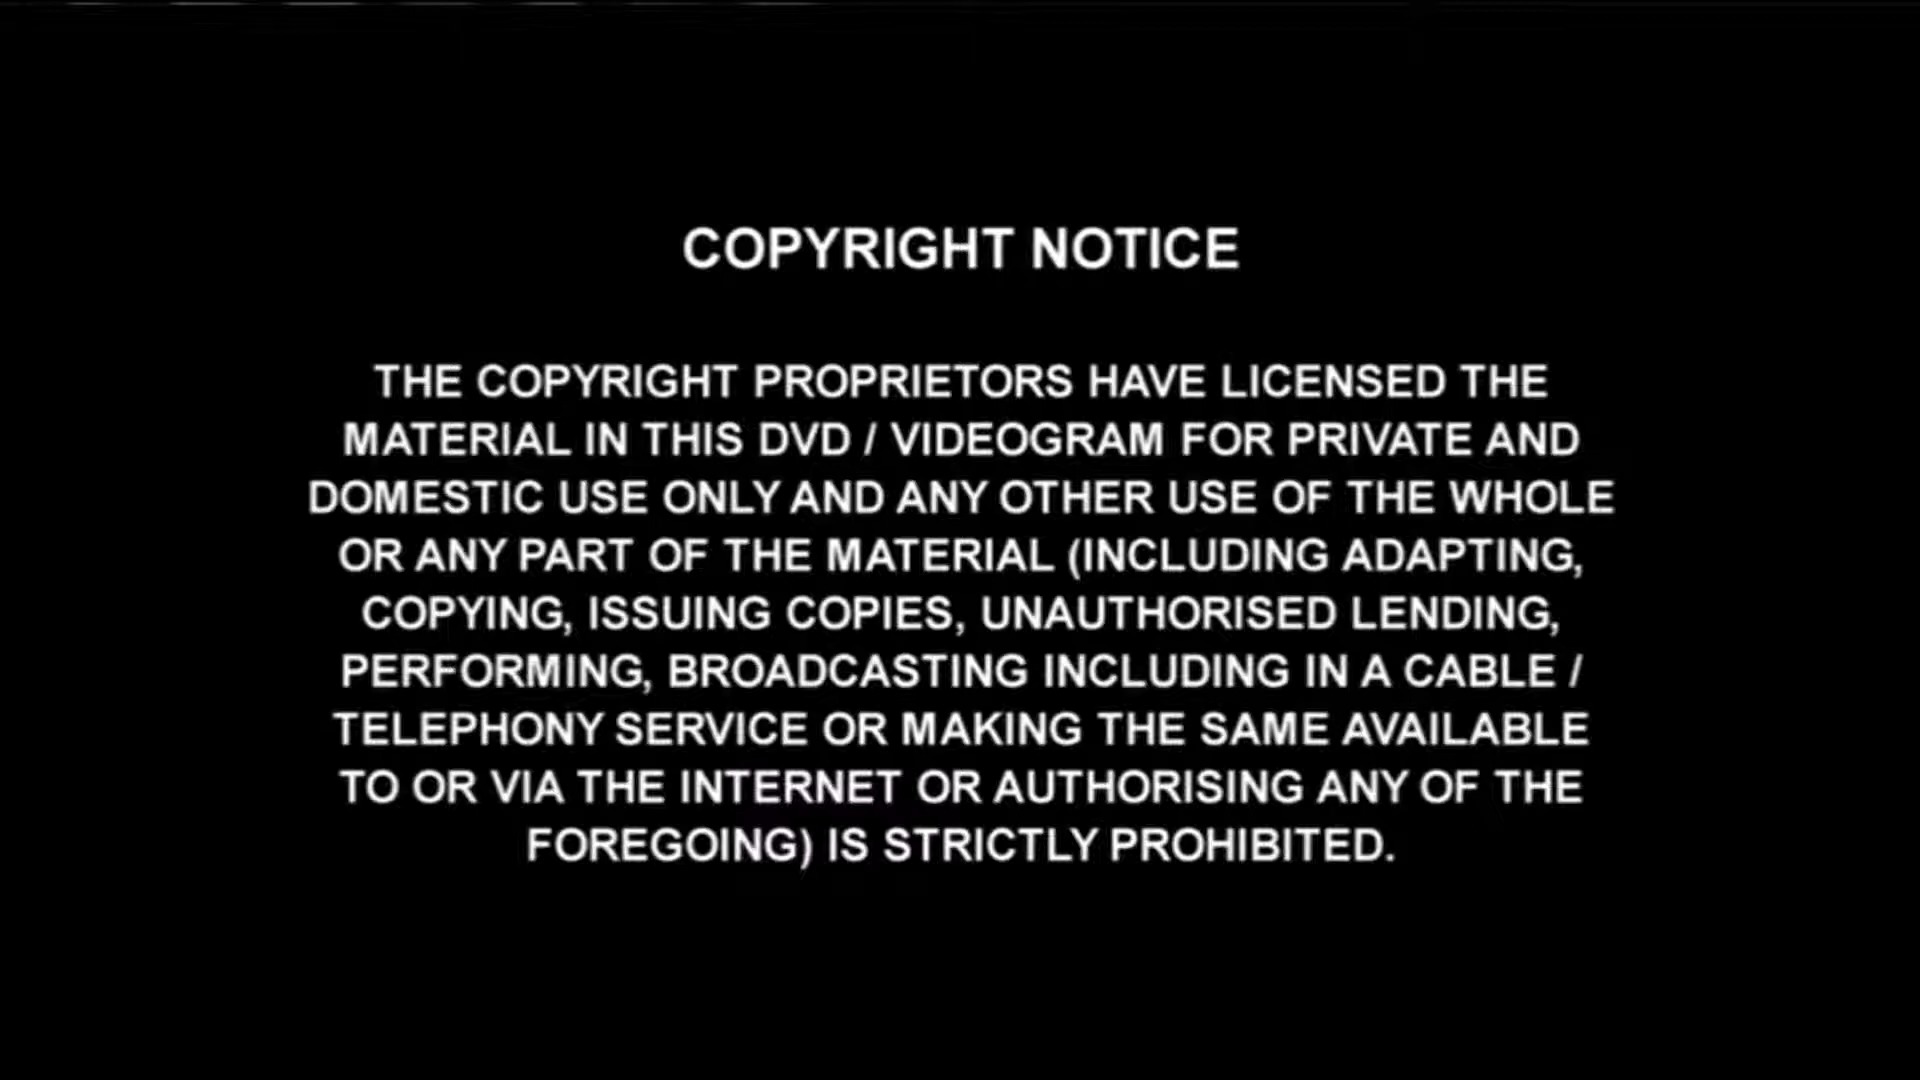 COPYRIGHT NOTICE
THE COPYRIGHT PROPRIETORS HAVE LICENSED THE
MATERIAL IN THIS DVD / VIDEOGRAM FOR PRIVATE AND
DOMESTIC USE ONLY AND ANY OTHER USE OF THE WHOLE
OR ANY PART OF THE MATERIAL (INCLUDING ADAPTING,
COPYING, ISSUING COPIES, UNAUTHORISED LENDING,
PERFORMING, BROADCASTING INCLUDING IN A CABLE /
TELEPHONY SERVICE OR MAKING THE SAME AVAILABLE
TO OR VIA THE INTERNET OR AUTHORISING ANY OF THE
FOREGOING) IS STRICTLY PROHIBITED.